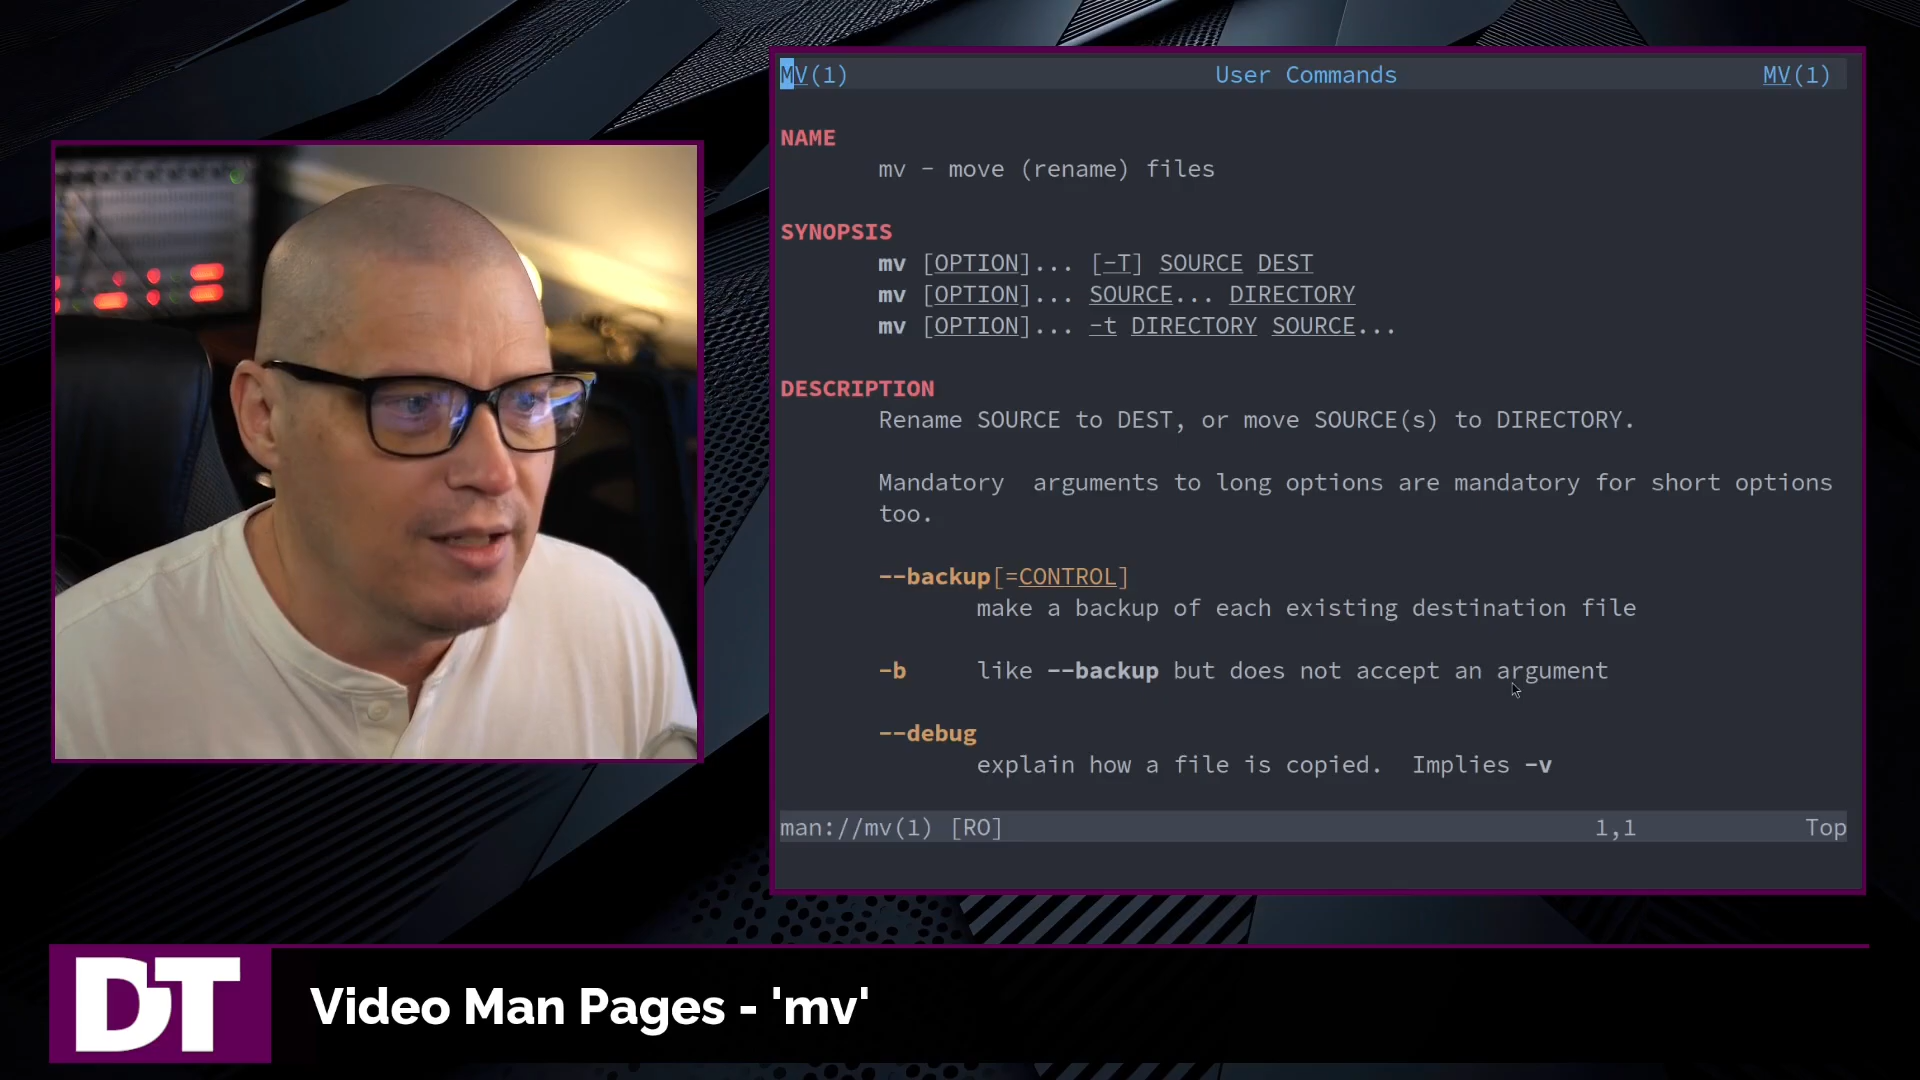 MV(1) User Commands MV(1)
NAME
mv - move (rename) files
SYNOPSIS
mv [OPTION]... [-T] SOURCE DEST
mv [OPTION]... SOURCE... DIRECTORY
mv [OPTION]... -t DIRECTORY SOURCE...
DESCRIPTION
Rename SOURCE to DEST, or move SOURCE(s) to DIRECTORY.
Mandatory  arguments to long options are mandatory for short options
too.
--backup[=CONTROL]
make a backup of each existing destination file
-b like --backup but does not accept an argument
--debug
explain how a file is copied.  Implies -v
man://mv(1) [RO] 1,1 Top
DT
Video Man Pages - 'mv'